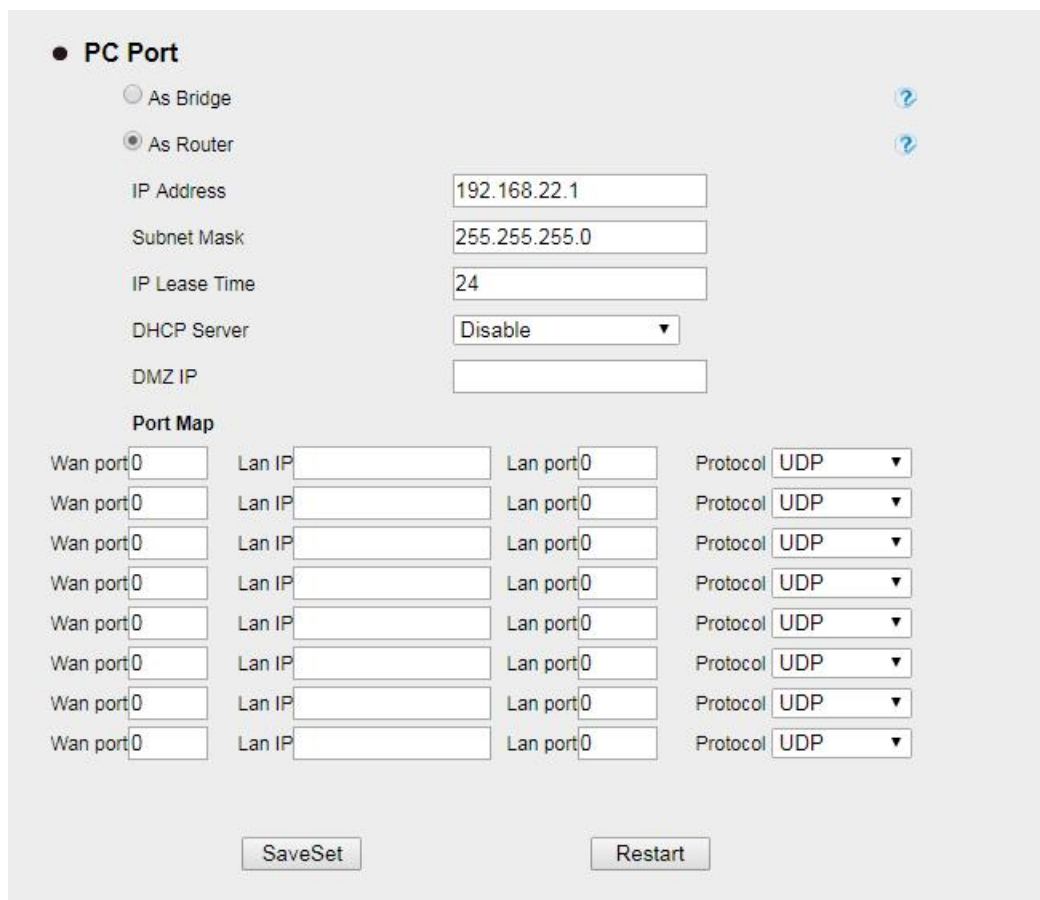 PC Port
As Bridge ?
As Router ?
IP Address 192.168.22.1
Subnet Mask 255.255.255.0
IP Lease Time 24
DHCP Server Disable
DMZ IP
Port Map
Wan port 0 Lan IP Lan port 0 Protocol UDP
Wan port 0 Lan IP Lan port 0 Protocol UDP
Wan port 0 Lan IP Lan port 0 Protocol UDP
Wan port 0 Lan IP Lan port 0 Protocol UDP
Wan port 0 Lan IP Lan port 0 Protocol UDP
Wan port 0 Lan IP Lan port 0 Protocol UDP
Wan port 0 Lan IP Lan port 0 Protocol UDP
Wan port 0 Lan IP Lan port 0 Protocol UDP
SaveSet Restart